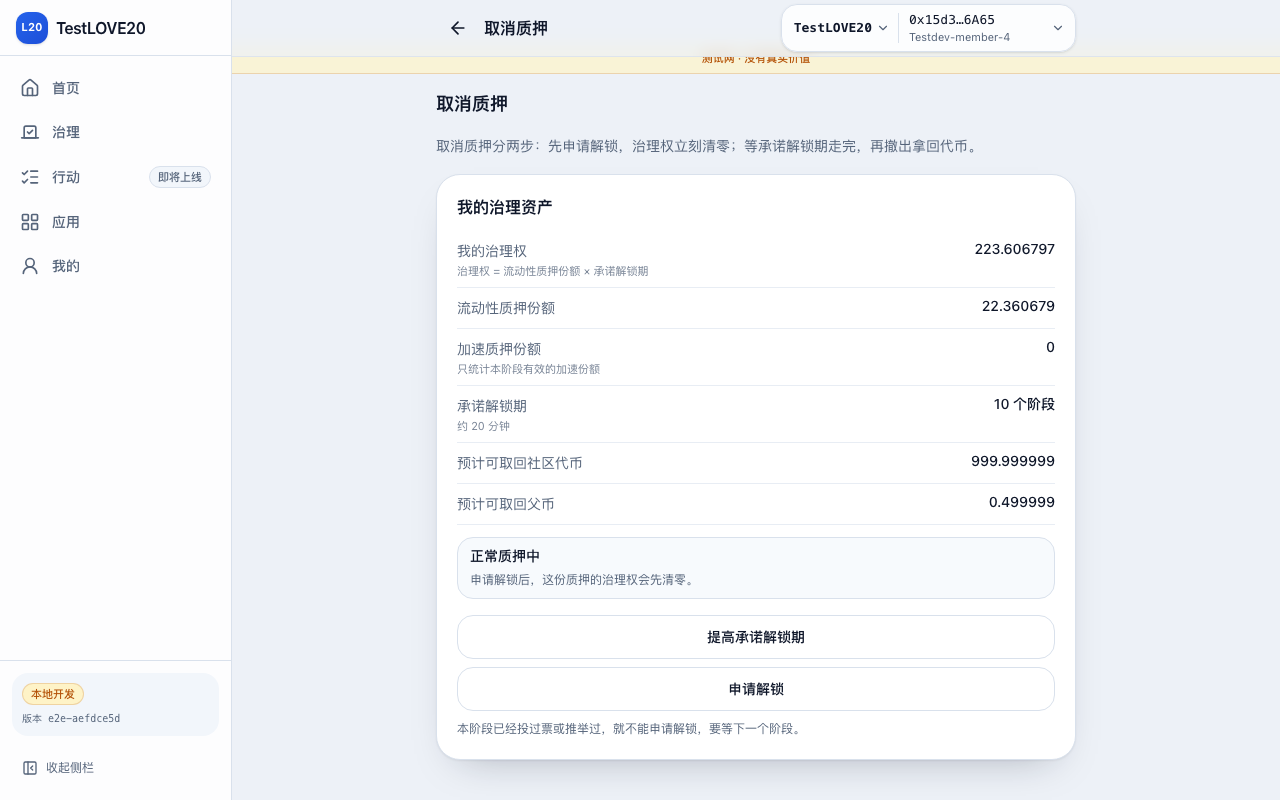 L20 TestLOVE20
首页
治理
行动 即将上线
应用
我的
本地开发
版本 e2e-aefdce5d
收起侧栏
取消质押
TestLOVE20
0x15d3…6A65
Testdev-member-4
测试网 · 没有真实价值
取消质押
取消质押分两步：先申请解锁，治理权立刻清零；等承诺解锁期走完，再撤出拿回代币。
我的治理资产
我的治理权 223.606797
治理权 = 流动性质押份额 × 承诺解锁期
流动性质押份额 22.360679
加速质押份额 0
只统计本阶段有效的加速份额
承诺解锁期 10 个阶段
约 20 分钟
预计可取回社区代币 999.999999
预计可取回父币 0.499999
正常质押中
申请解锁后，这份质押的治理权会先清零。
提高承诺解锁期
申请解锁
本阶段已经投过票或推举过，就不能申请解锁，要等下一个阶段。